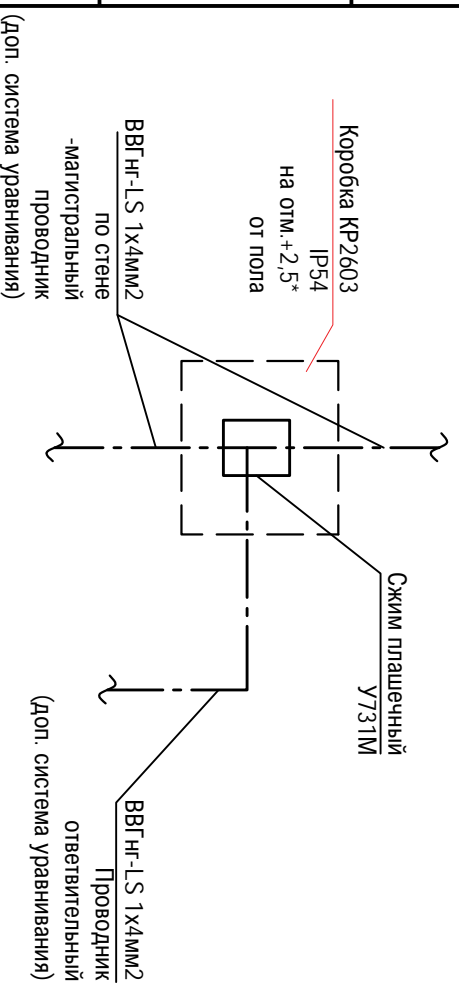 Коробка КР2603
IP54
на отм.+2,5*
от пола
Сжим плашечный
У731М
ВВГнг-LS 1х4мм2
по стене
-магистральный
проводник
(доп. система уравнивания)
ВВГнг-LS 1х4мм2
Проводник
ответвительный
(доп. система уравнивания)